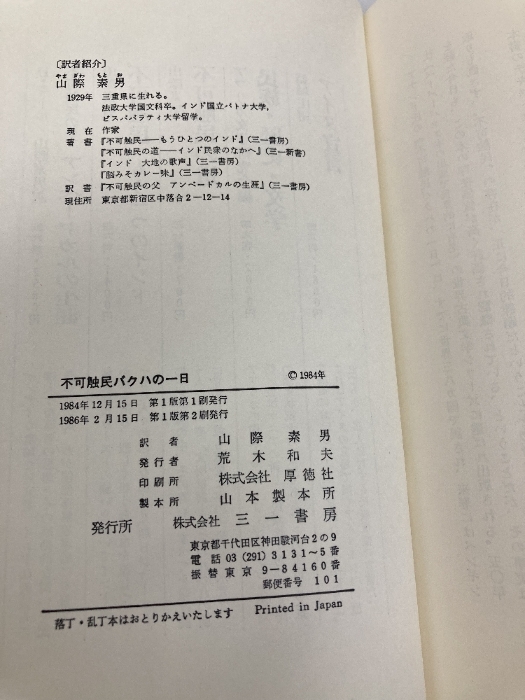 〔訳者紹介〕
やま ぎわ もと お
山際素男
1929年 三重県に生れる。
法政大学国文科卒。インド国立パトナ大学,
ビスババラティ大学留学。
現在 作家
著書 『不可触民――もうひとつのインド』(三一書房)
『不可触民の道――インド民衆のなかへ』(三一新書)
『インド 大地の歌声』(三一書房)
『脳みそカレー味』(三一書房)
訳書 『不可触民の父 アンベードカルの生涯』(三一書房)
現住所 東京都新宿区中落合2-12-14
不可触民バクハの一日 ©1984年
1984年12月15日 第1版第1刷発行
1986年2月15日 第1版第2刷発行
訳者 山際素男
発行者 荒木和夫
印刷所 株式会社 厚徳社
製本所 山本製本所
発行所 株式会社 三一書房
東京都千代田区神田駿河台2の9
電話 03(291)3131~5番
振替東京 9-84160番
郵便番号 101
落丁・乱丁本はおとりかえいたします Printed in Japan